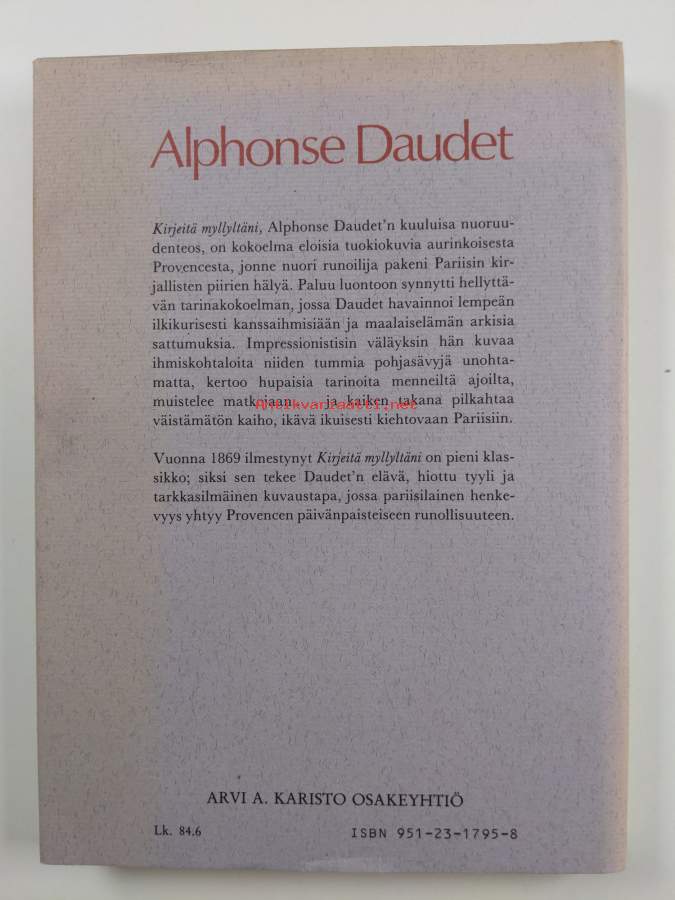 Alphonse Daudet
Kirjeitä myllyltäni, Alphonse Daudet'n kuuluisa nuoruu-
denteos, on kokoelma eloisia tuokiokuvia aurinkoisesta
Provencesta, jonne nuori runoilija pakeni Pariisin kir-
jallisten piirien hälyä. Paluu luontoon synnytti hellyttä-
vän tarinakokoelman, jossa Daudet havainnoi lempeän
ilkikurisesti kanssaihmisiään ja maalaiselämän arkisia
sattumuksia. Impressionistisin väläyksin hän kuvaa
ihmiskohtaloita niiden tummia pohjasävyjä unohta-
matta, kertoo hupaisia tarinoita menneiltä ajoilta,
muistelee matkojaan... ja kaiken takana pilkahtaa
Antikvariaatti.net
väistämätön kaiho, ikävä ikuisesti kiehtovaan Pariisiin.
Vuonna 1869 ilmestynyt Kirjeitä myllyltäni on pieni klas-
sikko; siksi sen tekee Daudet'n elävä, hiottu tyyli ja
tarkkasilmäinen kuvaustapa, jossa pariisilainen henke-
vyys yhtyy Provencen päivänpaisteiseen runollisuuteen.
ARVI A. KARISTO OSAKEYHTIÖ
Lk. 84.6
ISBN 951-23-1795-8